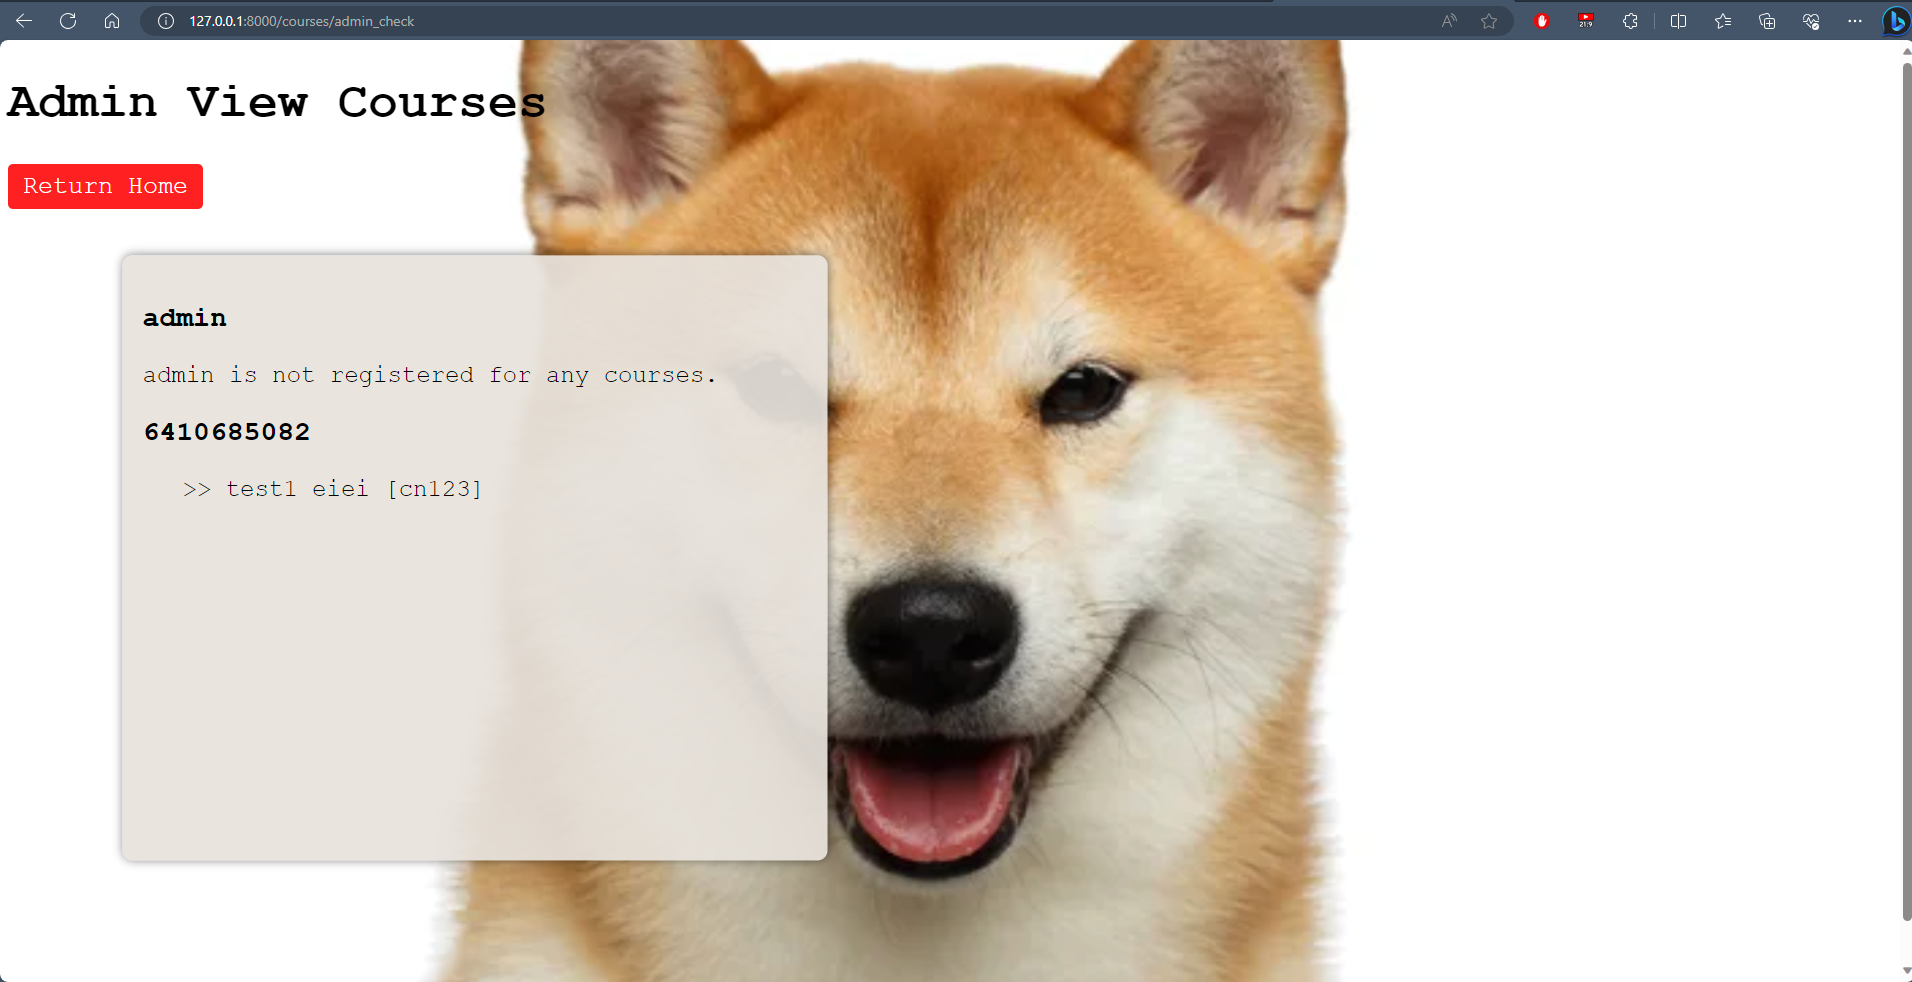 127.0.0.1:8000/courses/admin_check
Admin View Courses
Return Home
admin
admin is not registered for any courses.
6410685082
>> test1 eiei [cn123]